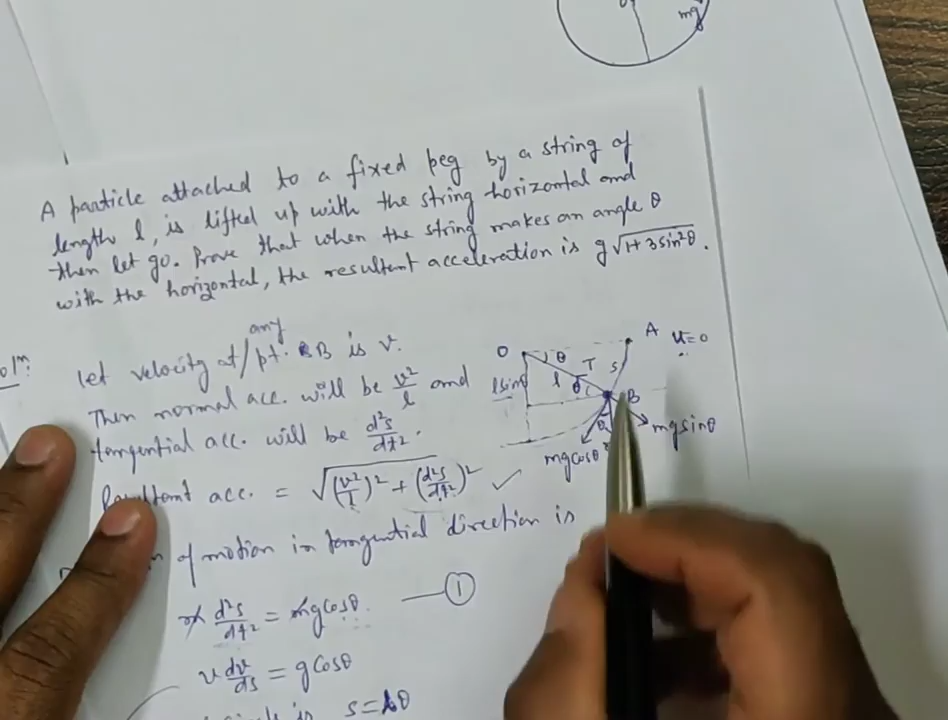 mg
A particle attached to a fixed peg by a string of
length l, is lifted up with the string horizontal and
then let go. Prove that when the string makes an angle θ
with the horizontal, the resultant acceleration is g√(1+3sin²θ).
any
Let velocity at/pt. B is v.
Then normal acc. will be v²/l and
tangential acc. will be d²s/dt².
acc. = √((v²/l)² + (d²s/dt²)²) ✓
of motion in tangential direction is
m d²s/dt² = mg cosθ. —①
v dv/ds = g cosθ
is s = lθ
O θ A u=0
T s
l sinθ l θ B
θ mg sinθ
mg cosθ